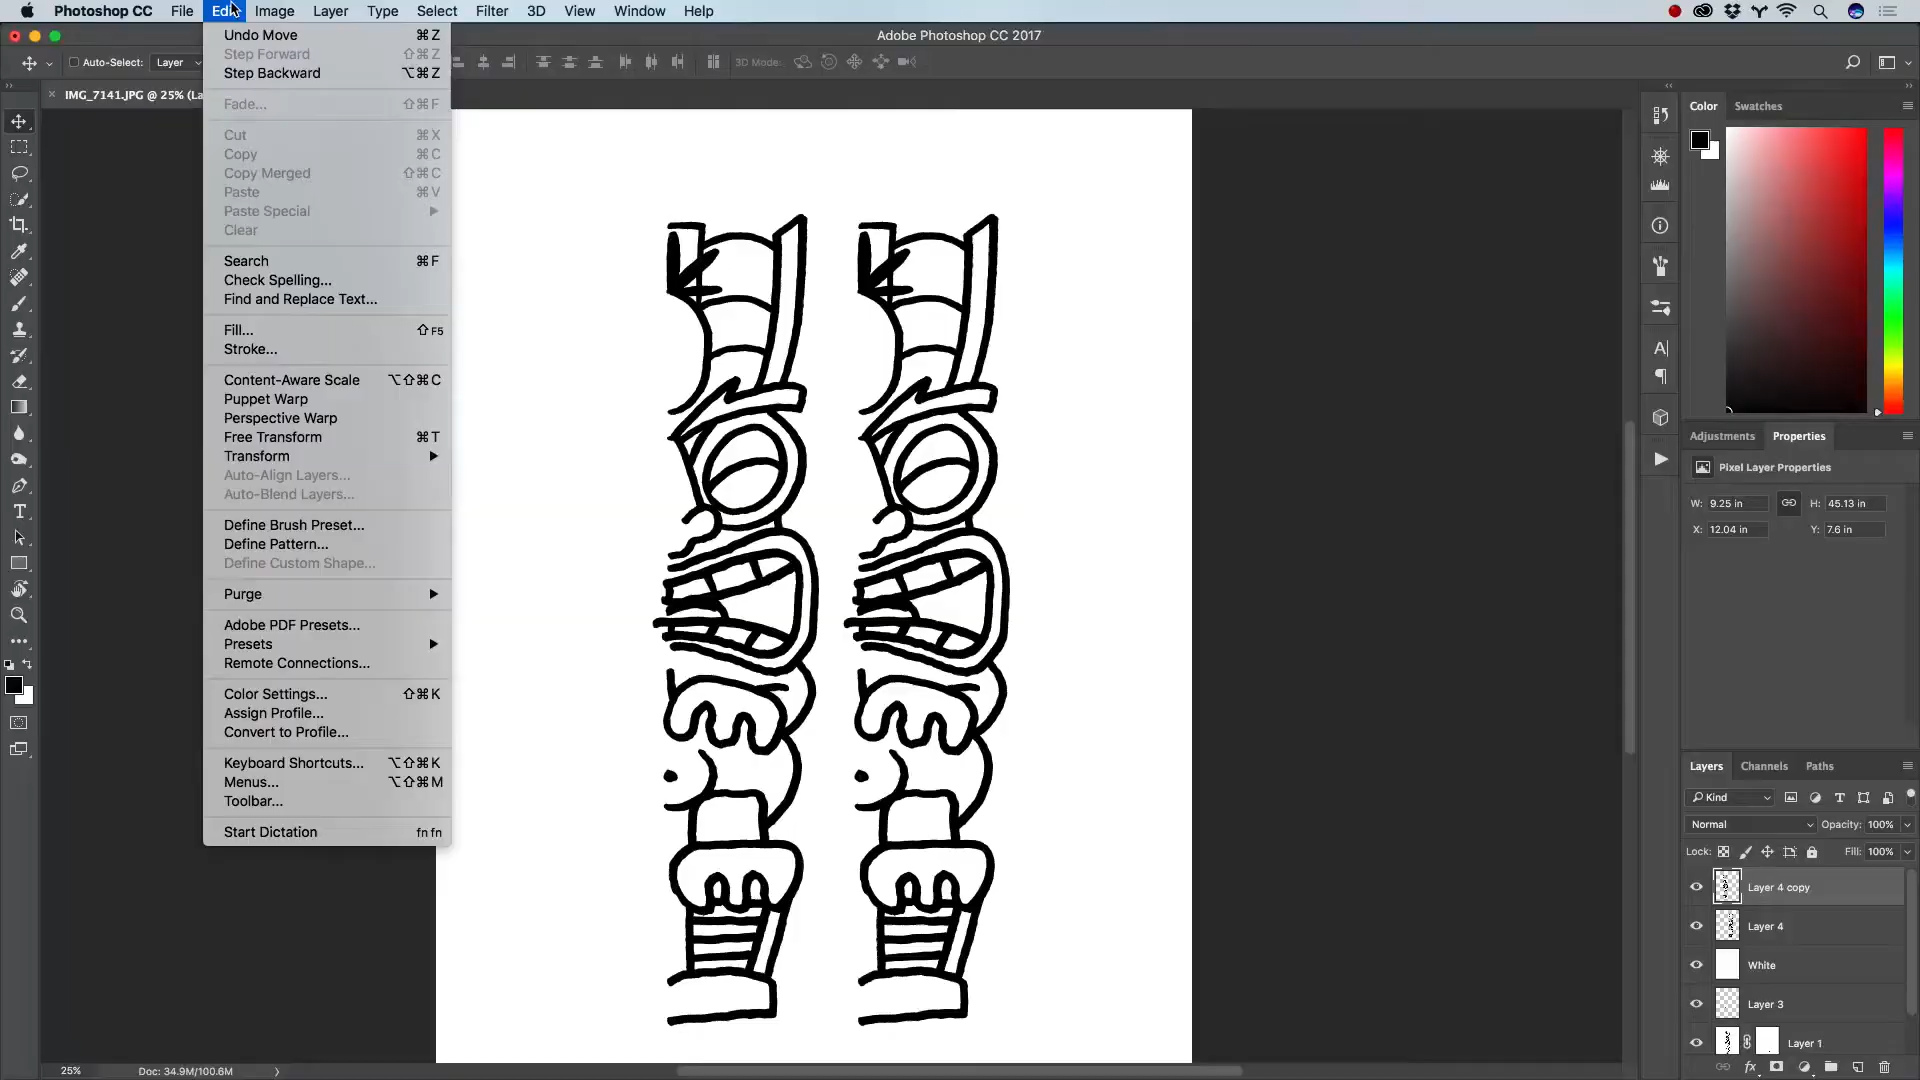 Photoshop CC File Edi Image Layer Type Select Filter 3D View Window Help
Adobe Photoshop CC 2017
Auto-Select: Layer 3D Mode:
IMG_7141.JPG @ 25% (La
Undo Move ⌘Z
Step Forward ⇧⌘Z
Step Backward ⌥⌘Z
Fade... ⇧⌘F
Cut ⌘X
Copy ⌘C
Copy Merged ⇧⌘C
Paste ⌘V
Paste Special
Clear
Search ⌘F
Check Spelling...
Find and Replace Text...
Fill... ⇧F5
Stroke...
Content-Aware Scale ⌥⇧⌘C
Puppet Warp
Perspective Warp
Free Transform ⌘T
Transform
Auto-Align Layers...
Auto-Blend Layers...
Define Brush Preset...
Define Pattern...
Define Custom Shape...
Purge
Adobe PDF Presets...
Presets
Remote Connections...
Color Settings... ⇧⌘K
Assign Profile...
Convert to Profile...
Keyboard Shortcuts... ⌥⇧⌘K
Menus... ⌥⇧⌘M
Toolbar...
Start Dictation fn fn
Color Swatches
Adjustments Properties
Pixel Layer Properties
W: 9.25 in H: 45.13 in
X: 12.04 in Y: 7.6 in
Layers Channels Paths
Kind
Normal Opacity: 100%
Lock: Fill: 100%
Layer 4 copy
Layer 4
White
Layer 3
Layer 1
25% Doc: 34.9M/100.6M